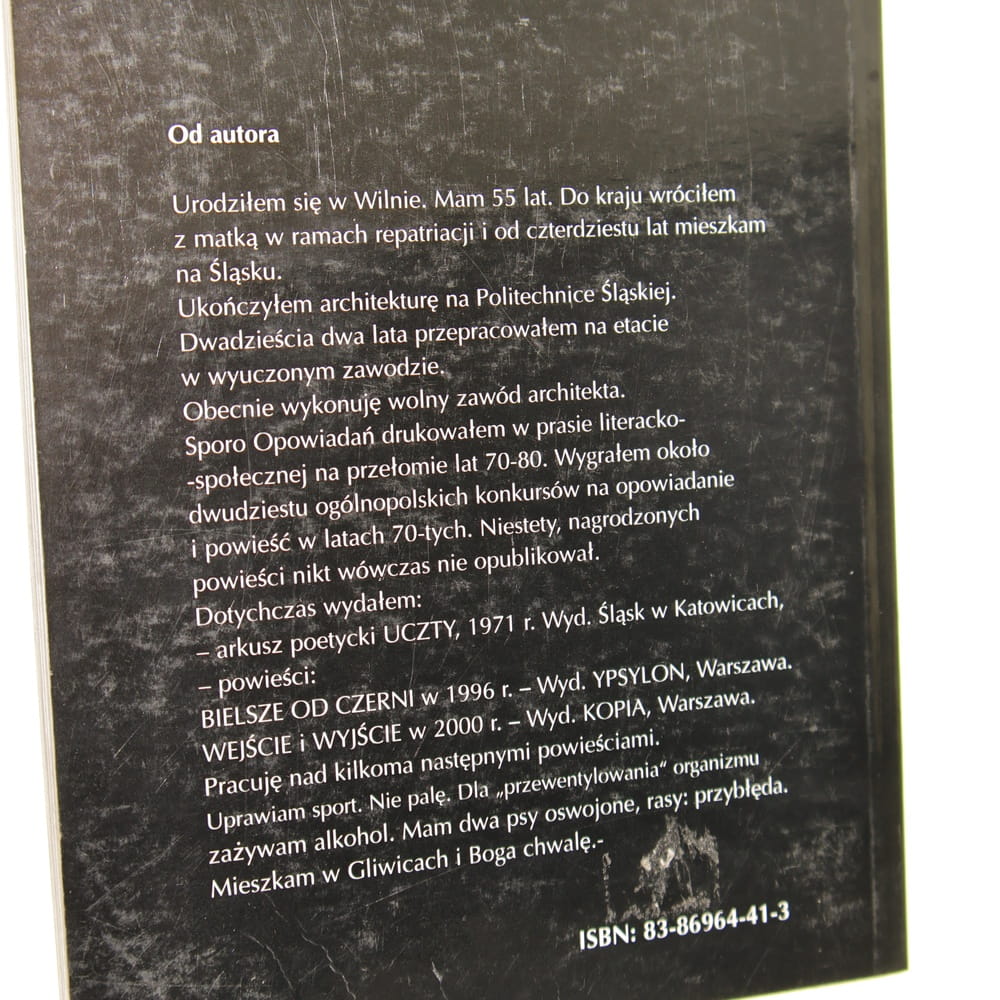 Od autora
Urodziłem się w Wilnie. Mam 55 lat. Do kraju wróciłem
z matką w ramach repatriacji i od czterdziestu lat mieszkam
na Śląsku.
Ukończyłem architekturę na Politechnice Śląskiej.
Dwadzieścia dwa lata przepracowałem na etacie
w wyuczonym zawodzie.
Obecnie wykonuję wolny zawód architekta.
Sporo Opowiadań drukowałem w prasie literacko-
-społecznej na przełomie lat 70-80. Wygrałem około
dwudziestu ogólnopolskich konkursów na opowiadanie
i powieść w latach 70-tych. Niestety, nagrodzonych
powieści nikt wówczas nie opublikował.
Dotychczas wydałem:
– arkusz poetycki UCZTY, 1971 r. Wyd. Śląsk w Katowicach,
– powieści:
BIELSZE OD CZERNI w 1996 r. – Wyd. YPSYLON, Warszawa.
WEJŚCIE i WYJŚCIE w 2000 r. – Wyd. KOPIA, Warszawa.
Pracuję nad kilkoma następnymi powieściami.
Uprawiam sport. Nie palę. Dla „przewentylowania" organizmu
zażywam alkohol. Mam dwa psy oswojone, rasy: przybłęda.
Mieszkam w Gliwicach i Boga chwalę.-
ISBN: 83-86964-41-3